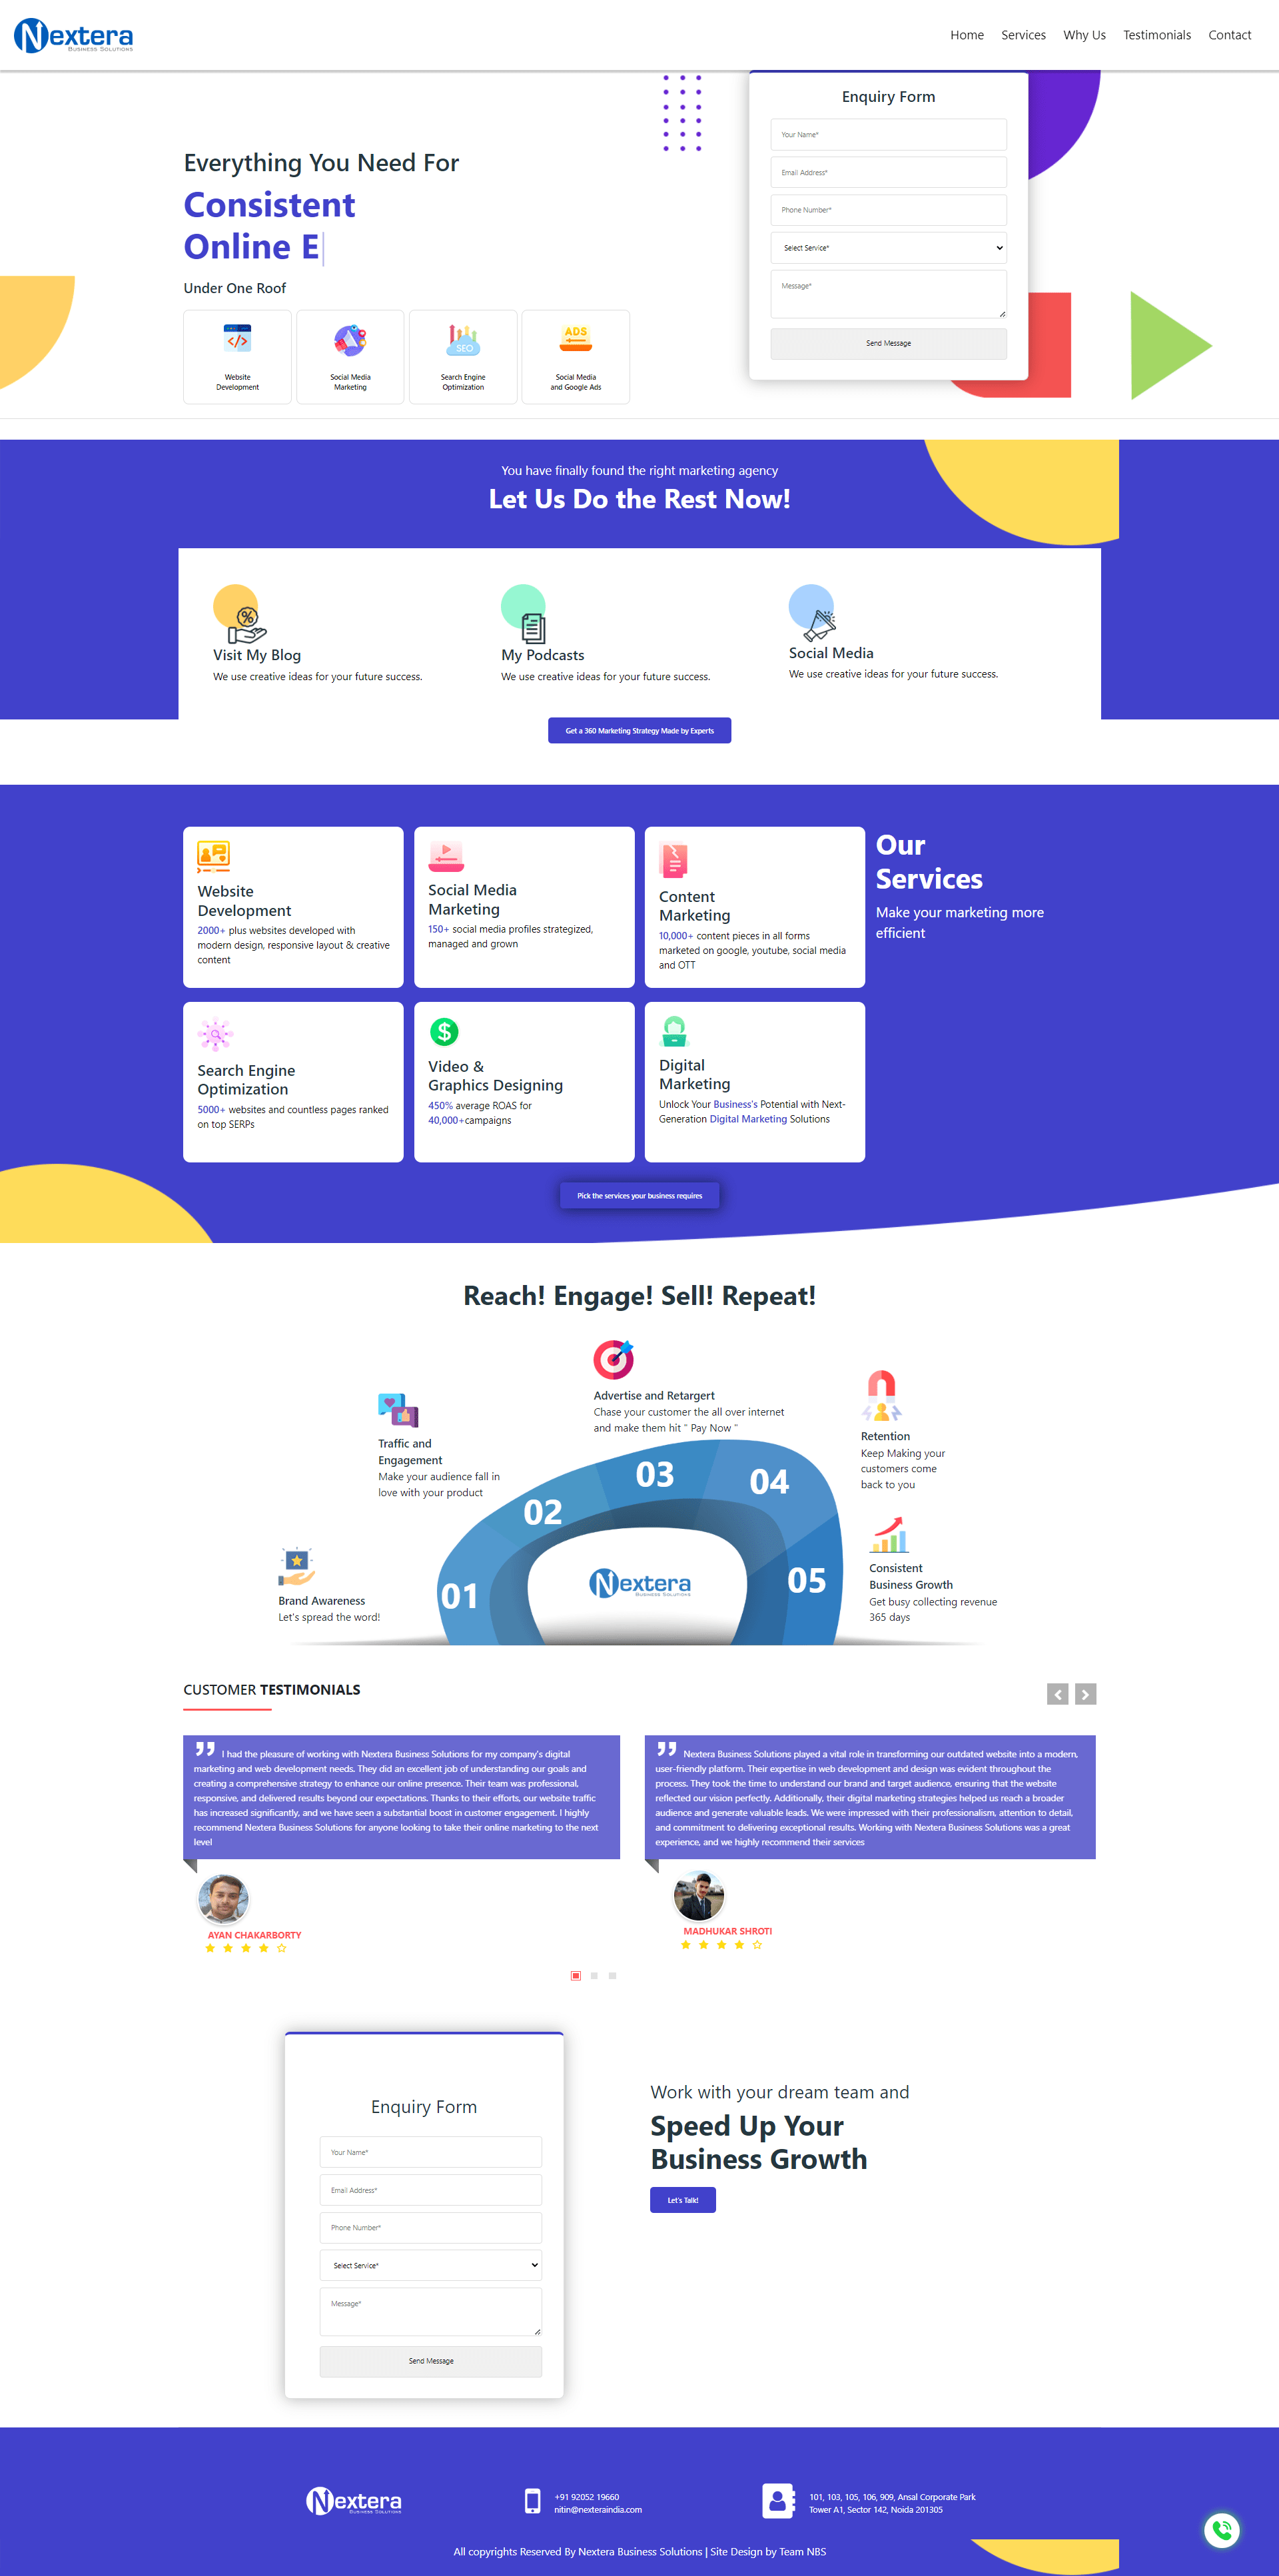 Nextera
BUSINESS SOLUTIONS
Home Services Why Us Testimonials Contact
Everything You Need For
Consistent
Online E
Under One Roof
Website
Development
Social Media
Marketing
SEO
Search Engine
Optimization
ADS
Social Media
and Google Ads
Enquiry Form
Your Name*
Email Address*
Phone Number*
Select Service*
Message*
Send Message
You have finally found the right marketing agency
Let Us Do the Rest Now!
Visit My Blog
We use creative ideas for your future success.
My Podcasts
We use creative ideas for your future success.
Social Media
We use creative ideas for your future success.
Get a 360 Marketing Strategy Made by Experts
Website
Development
2000+ plus websites developed with
modern design, responsive layout & creative
content
Social Media
Marketing
150+ social media profiles strategized,
managed and grown
Content
Marketing
10,000+ content pieces in all forms
marketed on google, youtube, social media
and OTT
Our
Services
Make your marketing more
efficient
Search Engine
Optimization
5000+ websites and countless pages ranked
on top SERPs
Video &
Graphics Designing
450% average ROAS for
40,000+campaigns
Digital
Marketing
Unlock Your Business's Potential with Next-
Generation Digital Marketing Solutions
Pick the services your business requires
Reach! Engage! Sell! Repeat!
Advertise and Retargert
Chase your customer the all over internet
and make them hit " Pay Now "
Traffic and
Engagement
Make your audience fall in
love with your product
Retention
Keep Making your
customers come
back to you
Brand Awareness
Let's spread the word!
Consistent
Business Growth
Get busy collecting revenue
365 days
01
02
03
04
05
Nextera
BUSINESS SOLUTIONS
CUSTOMER TESTIMONIALS
I had the pleasure of working with Nextera Business Solutions for my company's digital
marketing and web development needs. They did an excellent job of understanding our goals and
creating a comprehensive strategy to enhance our online presence. Their team was professional,
responsive, and delivered results beyond our expectations. Thanks to their efforts, our website traffic
has increased significantly, and we have seen a substantial boost in customer engagement. I highly
recommend Nextera Business Solutions for anyone looking to take their online marketing to the next
level
AYAN CHAKARBORTY
Nextera Business Solutions played a vital role in transforming our outdated website into a modern,
user-friendly platform. Their expertise in web development and design was evident throughout the
process. They took the time to understand our brand and target audience, ensuring that the website
reflected our vision perfectly. Additionally, their digital marketing strategies helped us reach a broader
audience and generate valuable leads. We were impressed with their professionalism, attention to detail,
and commitment to delivering exceptional results. Working with Nextera Business Solutions was a great
experience, and we highly recommend their services
MADHUKAR SHROTI
Enquiry Form
Your Name*
Email Address*
Phone Number*
Select Service*
Message*
Send Message
Work with your dream team and
Speed Up Your
Business Growth
Let's Talk!
Nextera
BUSINESS SOLUTIONS
+91 92052 19660
nitin@nexteraindia.com
101, 103, 105, 106, 909, Ansal Corporate Park
Tower A1, Sector 142, Noida 201305
All copyrights Reserved By Nextera Business Solutions | Site Design by Team NBS